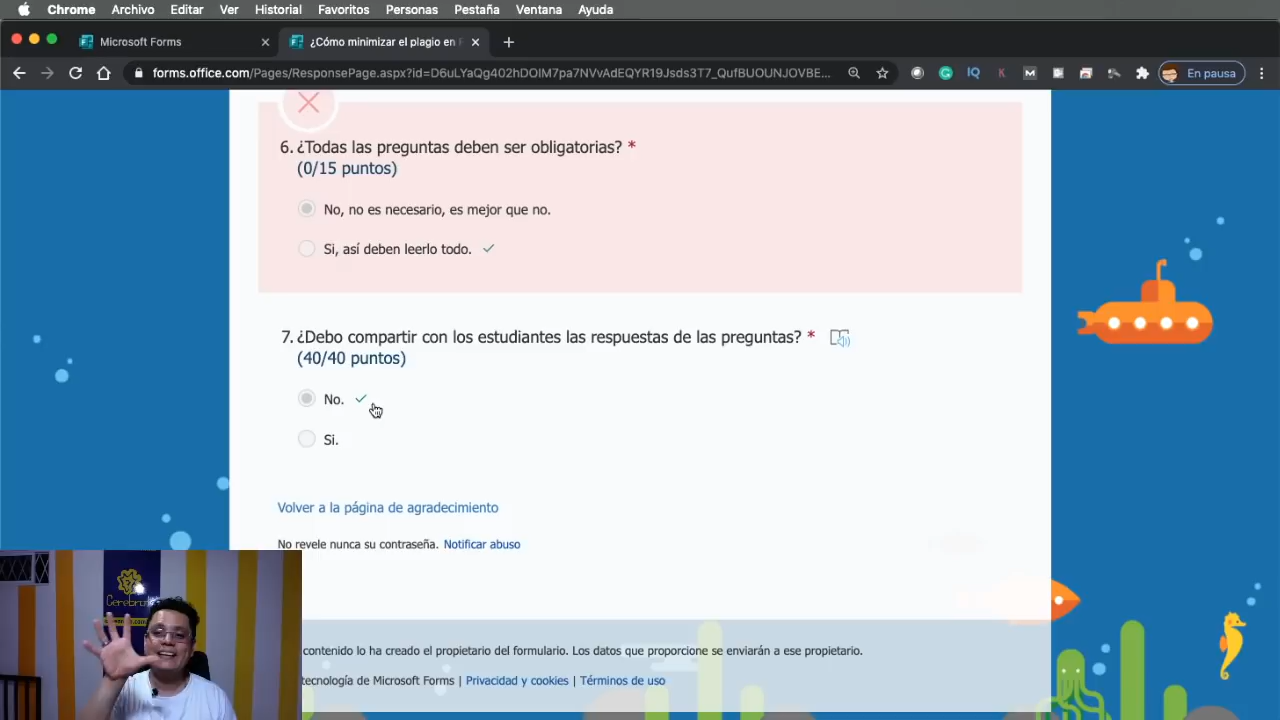 Chrome Archivo Editar Ver Historial Favoritos Personas Pestaña Ventana Ayuda
Microsoft Forms
¿Cómo minimizar el plagio en
forms.office.com/Pages/ResponsePage.aspx?id=D6uLYaQg402hDOIM7pa7NVvAdEQYR19Jsds3T7_QufBUOUNJOVBE...
IQ K M En pausa
6. ¿Todas las preguntas deben ser obligatorias? *
(0/15 puntos)
No, no es necesario, es mejor que no.
Si, así deben leerlo todo.
7. ¿Debo compartir con los estudiantes las respuestas de las preguntas? *
(40/40 puntos)
No.
Si.
Volver a la página de agradecimiento
No revele nunca su contraseña. Notificar abuso
contenido lo ha creado el propietario del formulario. Los datos que proporcione se enviarán a ese propietario.
tecnología de Microsoft Forms | Privacidad y cookies | Términos de uso